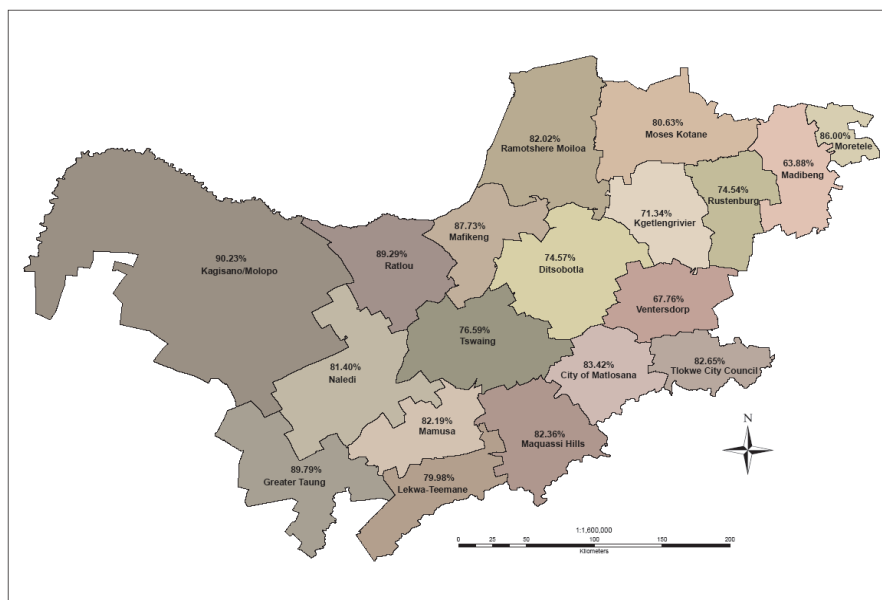 82.02%
Ramotshere Moiloa
80.63%
Moses Kotane
86.00%
Moretele
63.88%
Madibeng
74.54%
Rustenburg
71.34%
Kgetlengrivier
87.73%
Mafikeng
90.23%
Kagisano/Molopo
89.29%
Ratlou
74.57%
Ditsobotla
67.76%
Ventersdorp
76.59%
Tswaing
81.40%
Naledi
83.42%
City of Matlosana
82.65%
Tlokwe City Council
82.19%
Mamusa
82.36%
Maquassi Hills
89.79%
Greater Taung
79.98%
Lekwa-Teemane
N
1:1,600,000
0 25 50 100 150 200
Kilometers